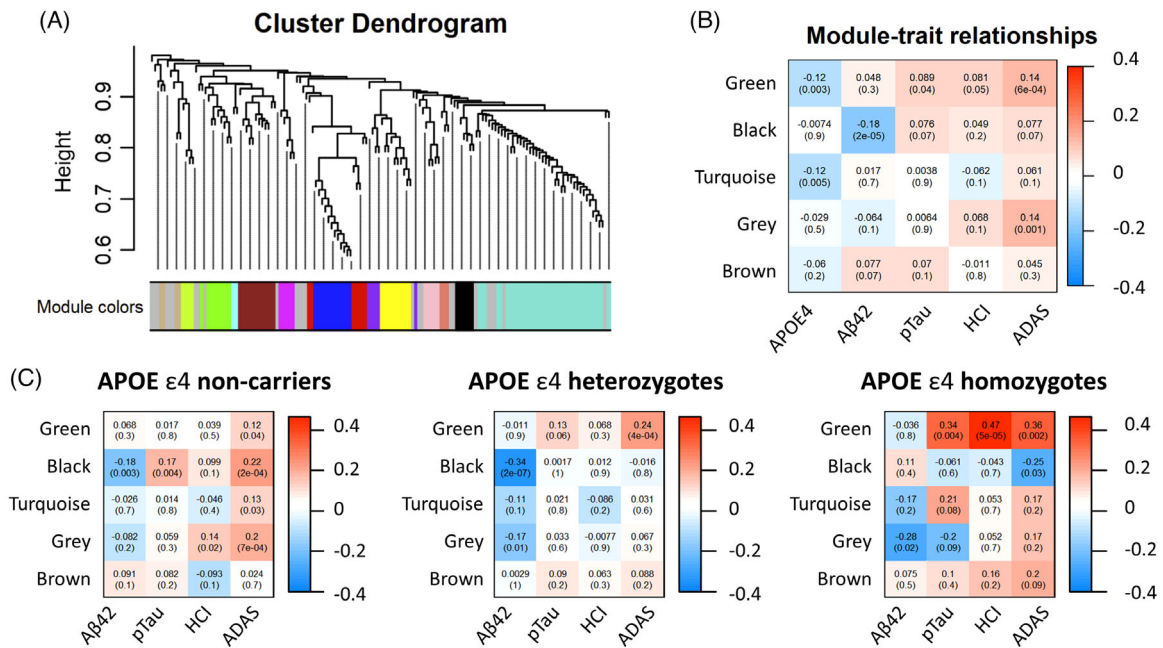 (A)
Cluster Dendrogram
Height
0.9
0.8
0.7
0.6
Module colors
(B)
Module-trait relationships
Green -0.12 0.048 0.089 0.081 0.14
(0.003) (0.3) (0.04) (0.05) (6e-04)
Black -0.0074 -0.18 0.076 0.049 0.077
(0.9) (2e-05) (0.07) (0.2) (0.07)
Turquoise -0.12 0.017 0.0038 -0.062 0.061
(0.005) (0.7) (0.9) (0.1) (0.1)
Grey -0.029 -0.064 0.0064 0.068 0.14
(0.5) (0.1) (0.9) (0.1) (0.001)
Brown -0.06 0.077 0.07 -0.011 0.045
(0.2) (0.07) (0.1) (0.8) (0.3)
APOE4 Aβ42 pTau HCI ADAS
0.4
0.2
0
-0.2
-0.4
(C)
APOE ε4 non-carriers
Green 0.068 0.017 0.039 0.12
(0.3) (0.8) (0.5) (0.04)
Black -0.18 0.17 0.099 0.22
(0.003) (0.004) (0.1) (2e-04)
Turquoise -0.026 0.014 -0.046 0.13
(0.7) (0.8) (0.4) (0.03)
Grey -0.082 0.059 0.14 0.2
(0.2) (0.3) (0.02) (7e-04)
Brown 0.091 0.082 -0.093 0.024
(0.1) (0.2) (0.1) (0.7)
Aβ42 pTau HCI ADAS
0.4
0.2
0
-0.2
-0.4
APOE ε4 heterozygotes
Green -0.011 0.13 0.068 0.24
(0.9) (0.06) (0.3) (4e-04)
Black -0.34 0.0017 0.012 -0.016
(2e-07) (1) (0.9) (0.8)
Turquoise -0.11 0.021 -0.086 0.031
(0.1) (0.8) (0.2) (0.6)
Grey -0.17 0.033 -0.0077 0.067
(0.01) (0.6) (0.9) (0.3)
Brown 0.0029 0.09 0.063 0.088
(1) (0.2) (0.3) (0.2)
Aβ42 pTau HCI ADAS
0.4
0.2
0
-0.2
-0.4
APOE ε4 homozygotes
Green -0.036 0.34 0.47 0.36
(0.8) (0.004) (5e-05) (0.002)
Black 0.11 -0.061 -0.043 -0.25
(0.4) (0.6) (0.7) (0.03)
Turquoise -0.17 0.21 0.053 0.17
(0.2) (0.08) (0.7) (0.2)
Grey -0.28 -0.2 0.052 0.17
(0.02) (0.09) (0.7) (0.2)
Brown 0.075 0.1 0.16 0.2
(0.5) (0.4) (0.2) (0.09)
Aβ42 pTau HCI ADAS
0.4
0.2
0
-0.2
-0.4